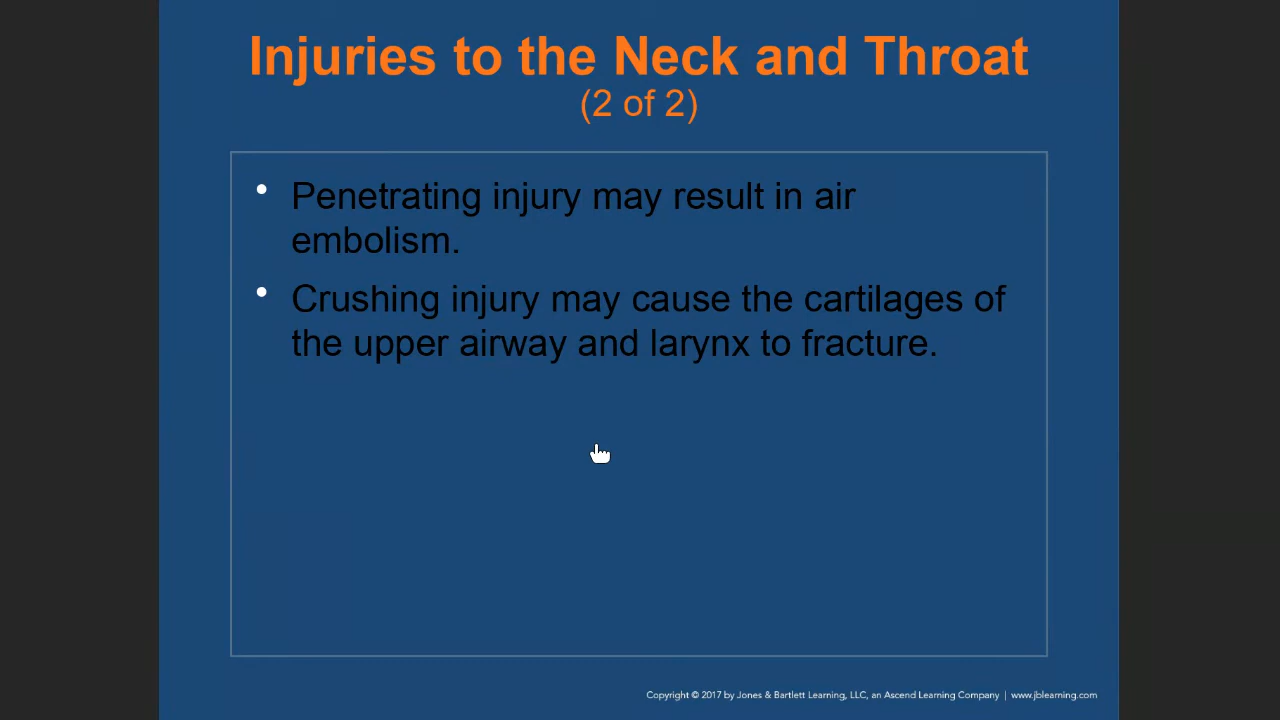 Injuries to the Neck and Throat
(2 of 2)
• Penetrating injury may result in air
embolism.
• Crushing injury may cause the cartilages of
the upper airway and larynx to fracture.
Copyright © 2017 by Jones & Bartlett Learning, LLC, an Ascend Learning Company | www.jblearning.com